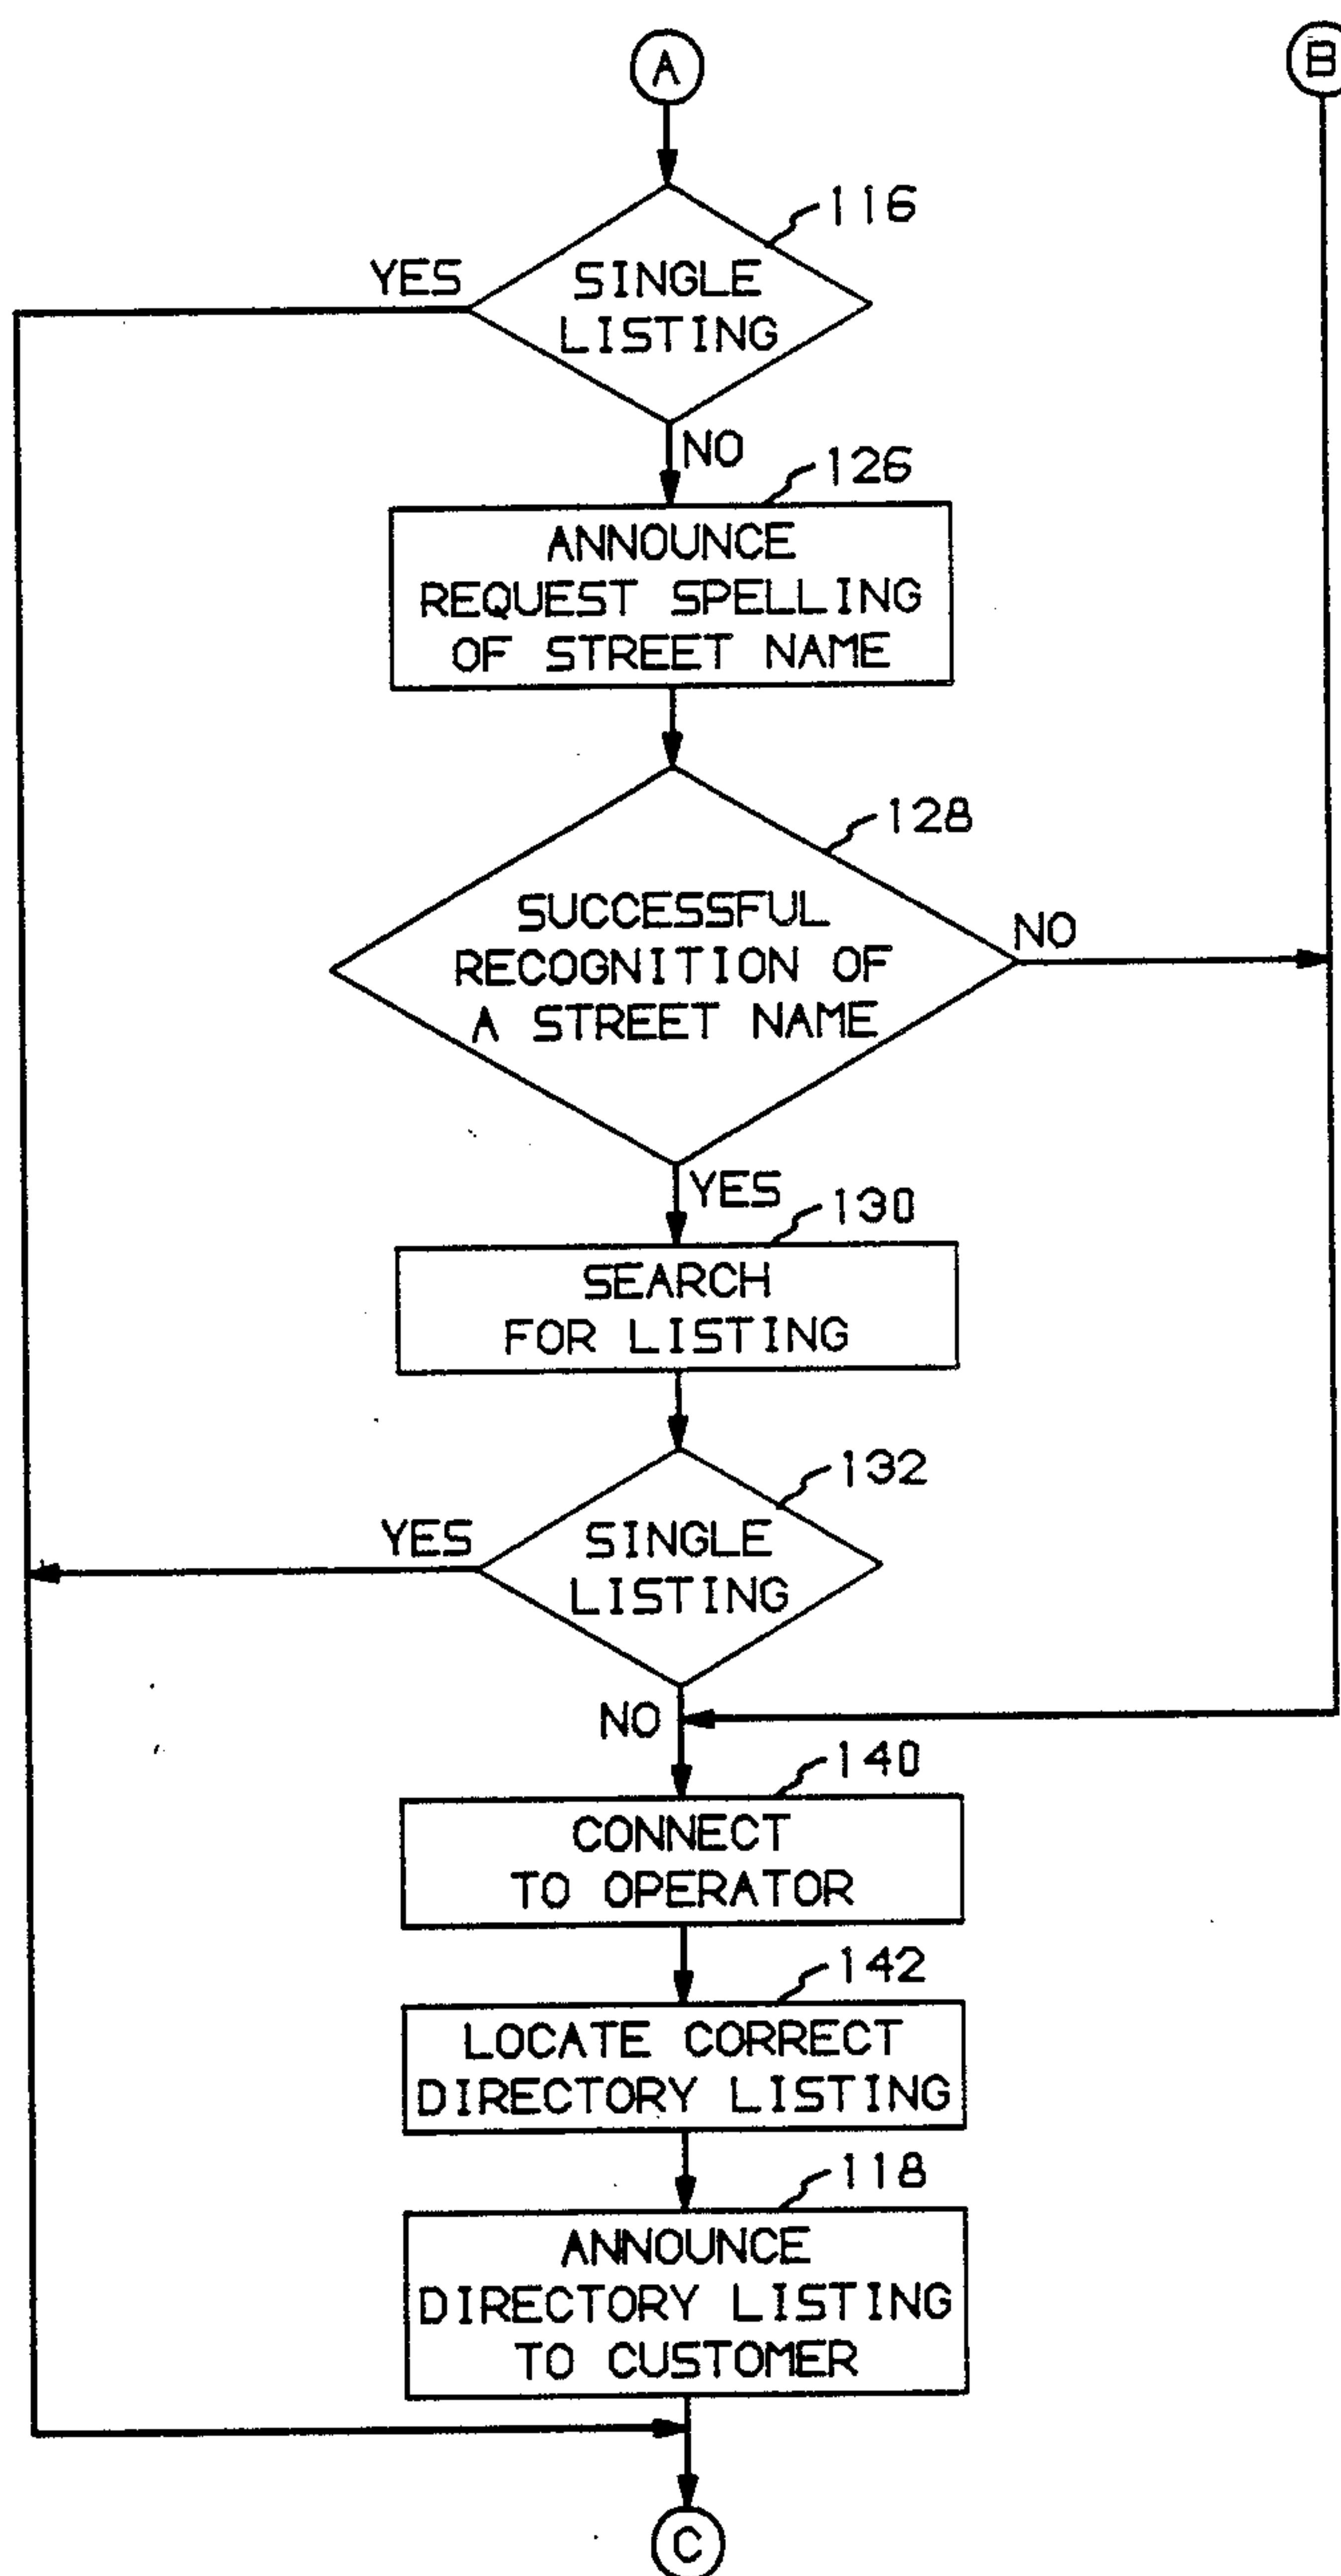 A
B
116
YES
SINGLE
LISTING
NO
126
ANNOUNCE
REQUEST SPELLING
OF STREET NAME
128
SUCCESSFUL
RECOGNITION OF
A STREET NAME
NO
YES
130
SEARCH
FOR LISTING
132
YES
SINGLE
LISTING
NO
140
CONNECT
TO OPERATOR
142
LOCATE CORRECT
DIRECTORY LISTING
118
ANNOUNCE
DIRECTORY LISTING
TO CUSTOMER
C